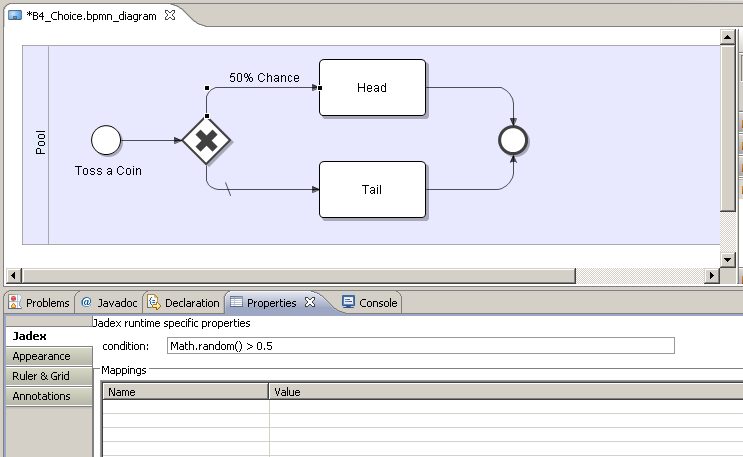 *B4_Choice.bpmn_diagram
50% Chance
Head
Pool
Toss a Coin
Tail
Problems @ Javadoc Declaration Properties Console
Jadex runtime specific properties
Jadex
condition: Math.random() > 0.5
Appearance
Ruler & Grid
Mappings
Annotations
Name Value